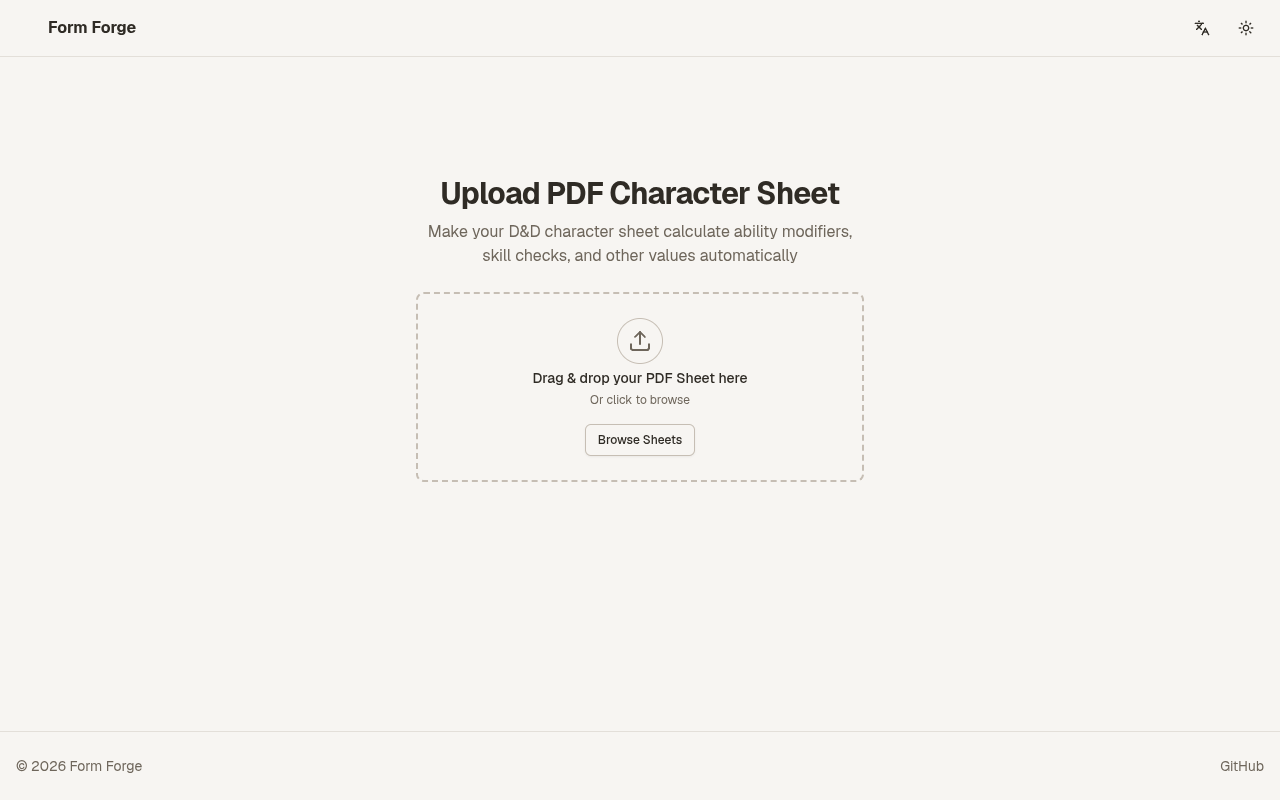 Form Forge
Upload PDF Character Sheet
Make your D&D character sheet calculate ability modifiers,
skill checks, and other values automatically
Drag & drop your PDF Sheet here
Or click to browse
Browse Sheets
© 2026 Form Forge
GitHub